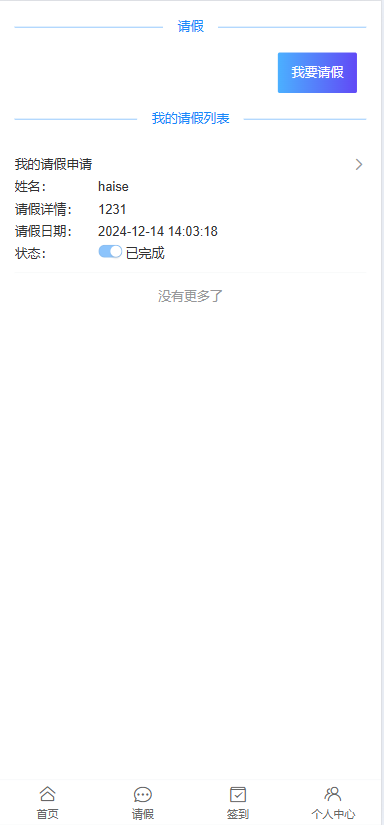 请假
我要请假
我的请假列表
我的请假申请
姓名： haise
请假详情： 1231
请假日期： 2024-12-14 14:03:18
状态： 已完成
没有更多了
首页 请假 签到 个人中心